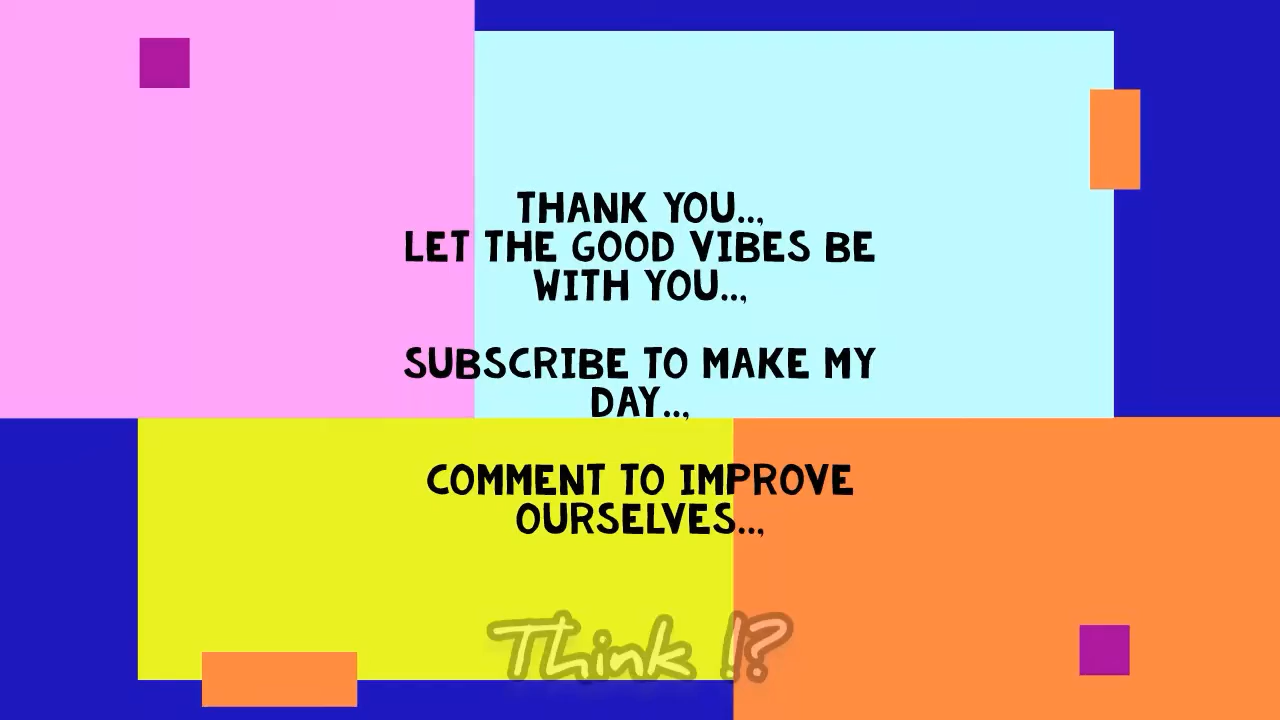 THANK YOU..,
LET THE GOOD VIBES BE
WITH YOU..,
SUBSCRIBE TO MAKE MY
DAY..,
COMMENT TO IMPROVE
OURSELVES..,
Think !?